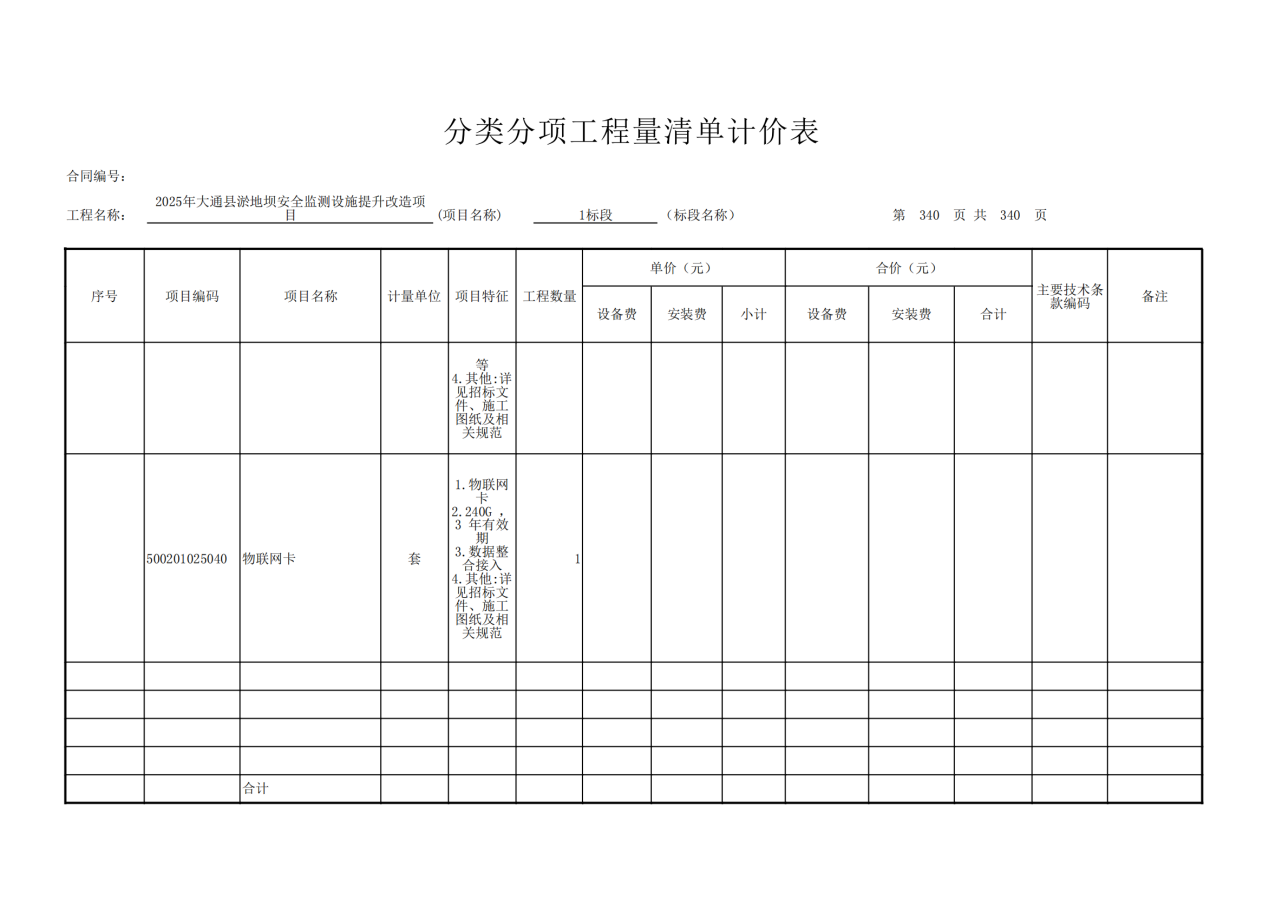 分类分项工程量清单计价表
合同编号：
2025年大通县淤地坝安全监测设施提升改造项
工程名称： 目 (项目名称) 1标段 （标段名称） 第 340 页 共 340 页
单价（元） 合价（元）
序号 项目编码 项目名称 计量单位 项目特征 工程数量 主要技术条 备注
款编码
设备费 安装费 小计 设备费 安装费 合计
等
4.其他:详
见招标文
件、施工
图纸及相
关规范
1.物联网
卡
2.240G ,
3 年有效
期
3.数据整
500201025040 物联网卡 套 合接入 1
4.其他:详
见招标文
件、施工
图纸及相
关规范
合计